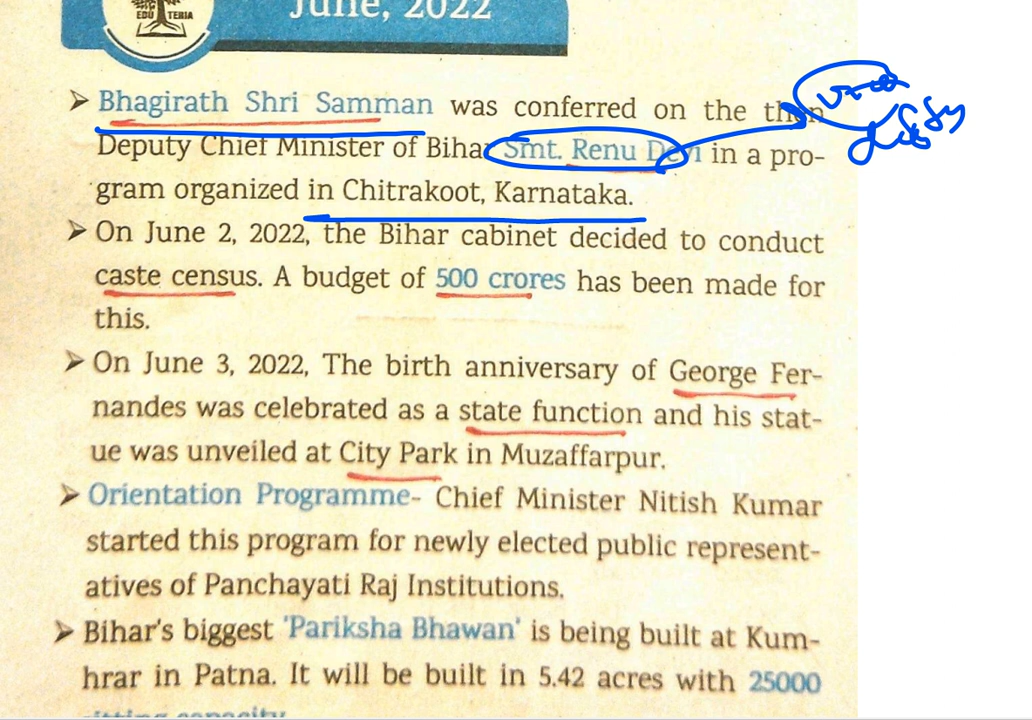 EDU TERIA
June, 2022
➤ Bhagirath Shri Samman was conferred on the then
Deputy Chief Minister of Bihar Smt. Renu Devi in a pro-
gram organized in Chitrakoot, Karnataka.
➤ On June 2, 2022, the Bihar cabinet decided to conduct
caste census. A budget of 500 crores has been made for
this.
➤ On June 3, 2022, The birth anniversary of George Fer-
nandes was celebrated as a state function and his stat-
ue was unveiled at City Park in Muzaffarpur.
➤ Orientation Programme- Chief Minister Nitish Kumar
started this program for newly elected public represent-
atives of Panchayati Raj Institutions.
➤ Bihar's biggest 'Pariksha Bhawan' is being built at Kum-
hrar in Patna. It will be built in 5.42 acres with 25000
sitting capacity